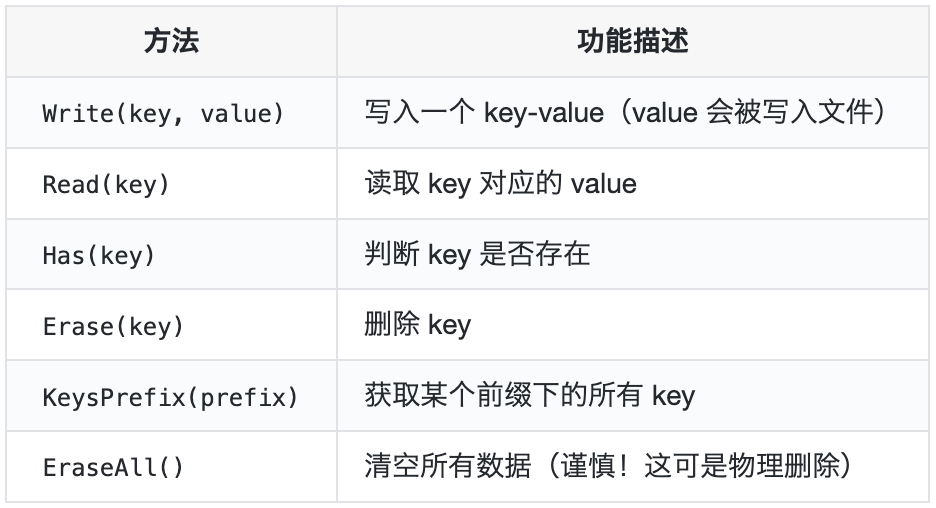 方法 功能描述
Write(key, value) 写入一个 key-value（value 会被写入文件）
Read(key) 读取 key 对应的 value
Has(key) 判断 key 是否存在
Erase(key) 删除 key
KeysPrefix(prefix) 获取某个前缀下的所有 key
EraseAll() 清空所有数据（谨慎！这可是物理删除）